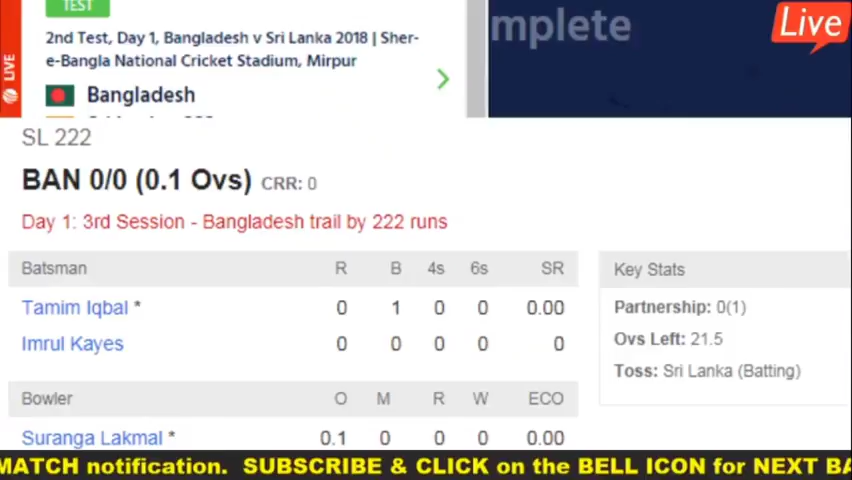 TEST
mplete
Live
2nd Test, Day 1, Bangladesh v Sri Lanka 2018 | Sher-
e-Bangla National Cricket Stadium, Mirpur
LIVE
Bangladesh
SL 222
BAN 0/0 (0.1 Ovs) CRR: 0
Day 1: 3rd Session - Bangladesh trail by 222 runs
Batsman R B 4s 6s SR
Tamim Iqbal * 0 1 0 0 0.00
Imrul Kayes 0 0 0 0 0
Key Stats
Partnership: 0(1)
Ovs Left: 21.5
Toss: Sri Lanka (Batting)
Bowler O M R W ECO
Suranga Lakmal * 0.1 0 0 0 0.00
MATCH notification. SUBSCRIBE & CLICK on the BELL ICON for NEXT BA